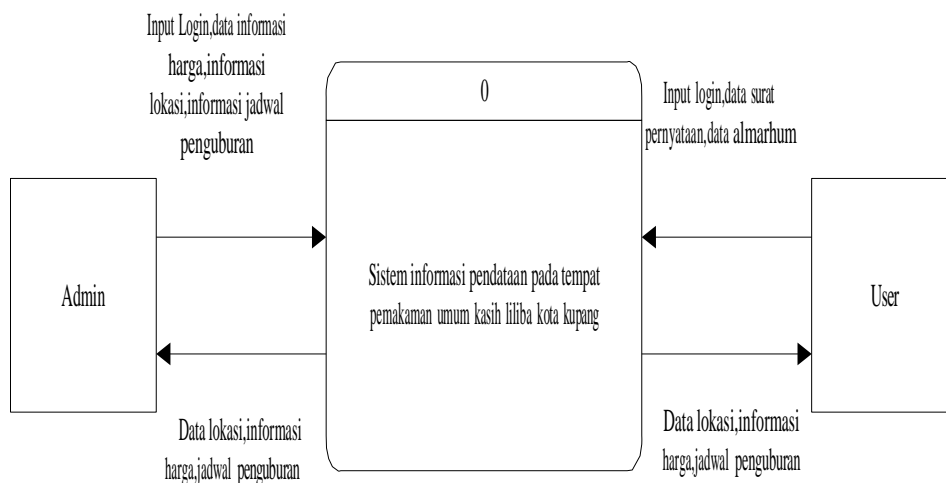 Input Login,data informasi
harga,informasi
lokasi,informasi jadwal
penguburan
0
Input login,data surat
pernyataan,data almarhum
Admin
Sistem informasi pendataan pada tempat
pemakaman umum kasih liliba kota kupang
User
Data lokasi,informasi
harga,jadwal penguburan
Data lokasi,informasi
harga,jadwal penguburan